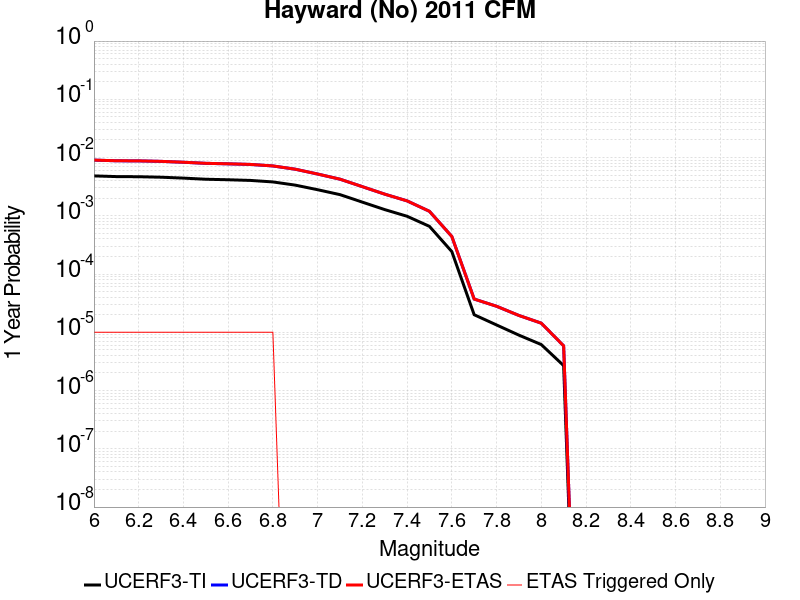 Hayward (No) 2011 CFM
10^0
10^-1
10^-2
10^-3
10^-4
10^-5
10^-6
10^-7
10^-8
1 Year Probability
6 6.2 6.4 6.6 6.8 7 7.2 7.4 7.6 7.8 8 8.2 8.4 8.6 8.8 9
Magnitude
UCERF3-TI UCERF3-TD UCERF3-ETAS ETAS Triggered Only